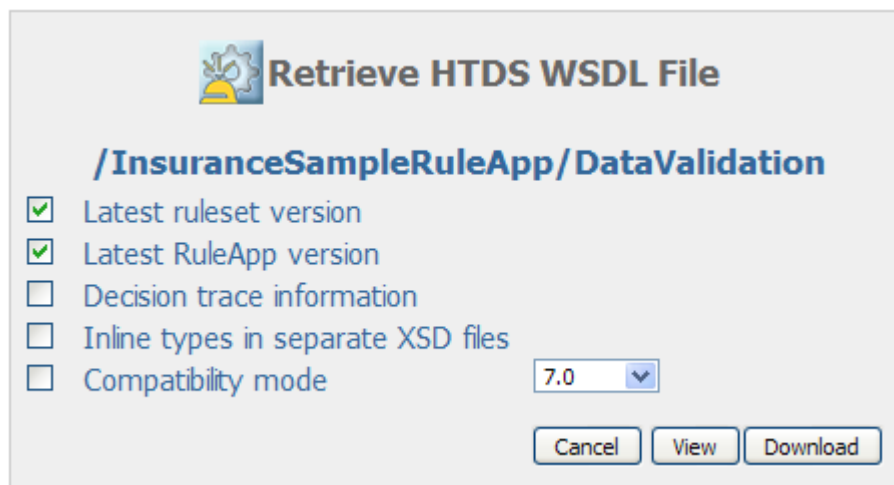 Retrieve HTDS WSDL File
/InsuranceSampleRuleApp/DataValidation
Latest ruleset version
Latest RuleApp version
Decision trace information
Inline types in separate XSD files
Compatibility mode 7.0
Cancel View Download